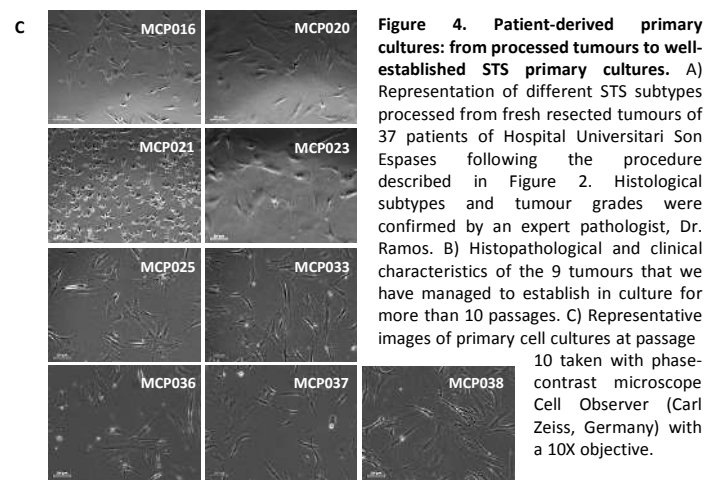 C
MCP016
MCP020
MCP021
MCP023
MCP025
MCP033
MCP036
MCP037
MCP038
Figure 4. Patient-derived primary
cultures: from processed tumours to well-
established STS primary cultures. A)
Representation of different STS subtypes
processed from fresh resected tumours of
37 patients of Hospital Universitari Son
Espases following the procedure
described in Figure 2. Histological
subtypes and tumour grades were
confirmed by an expert pathologist, Dr.
Ramos. B) Histopathological and clinical
characteristics of the 9 tumours that we
have managed to establish in culture for
more than 10 passages. C) Representative
images of primary cell cultures at passage
10 taken with phase-
contrast microscope
Cell Observer (Carl
Zeiss, Germany) with
a 10X objective.